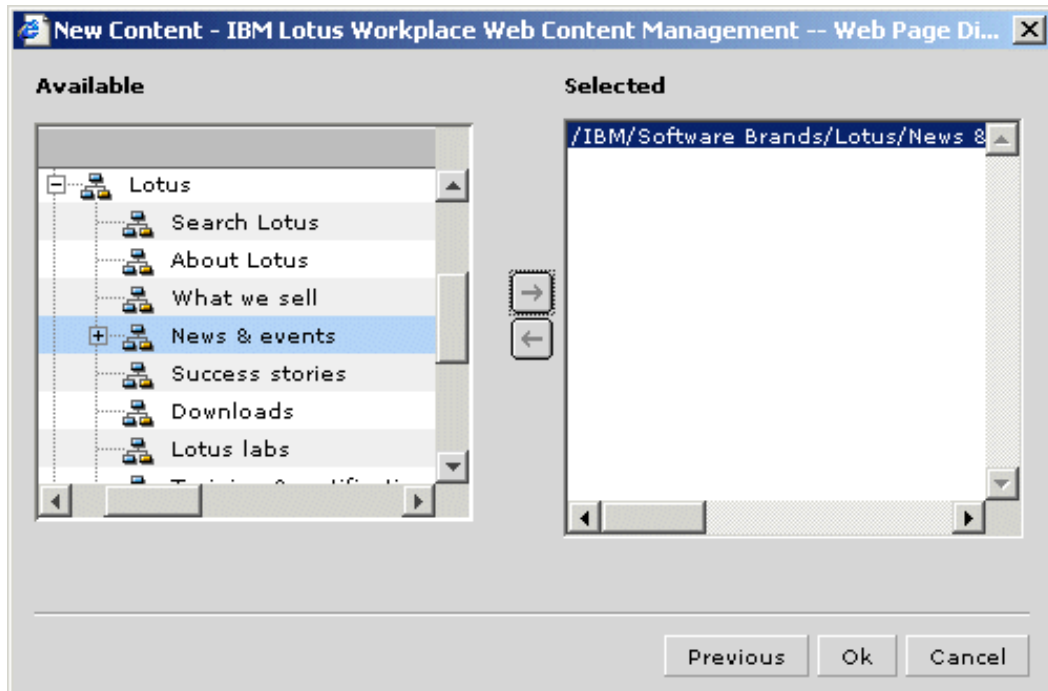 New Content - IBM Lotus Workplace Web Content Management -- Web Page Di...
Available
Selected
Lotus
Search Lotus
About Lotus
What we sell
News & events
Success stories
Downloads
Lotus labs
/IBM/Software Brands/Lotus/News &
Previous
Ok
Cancel